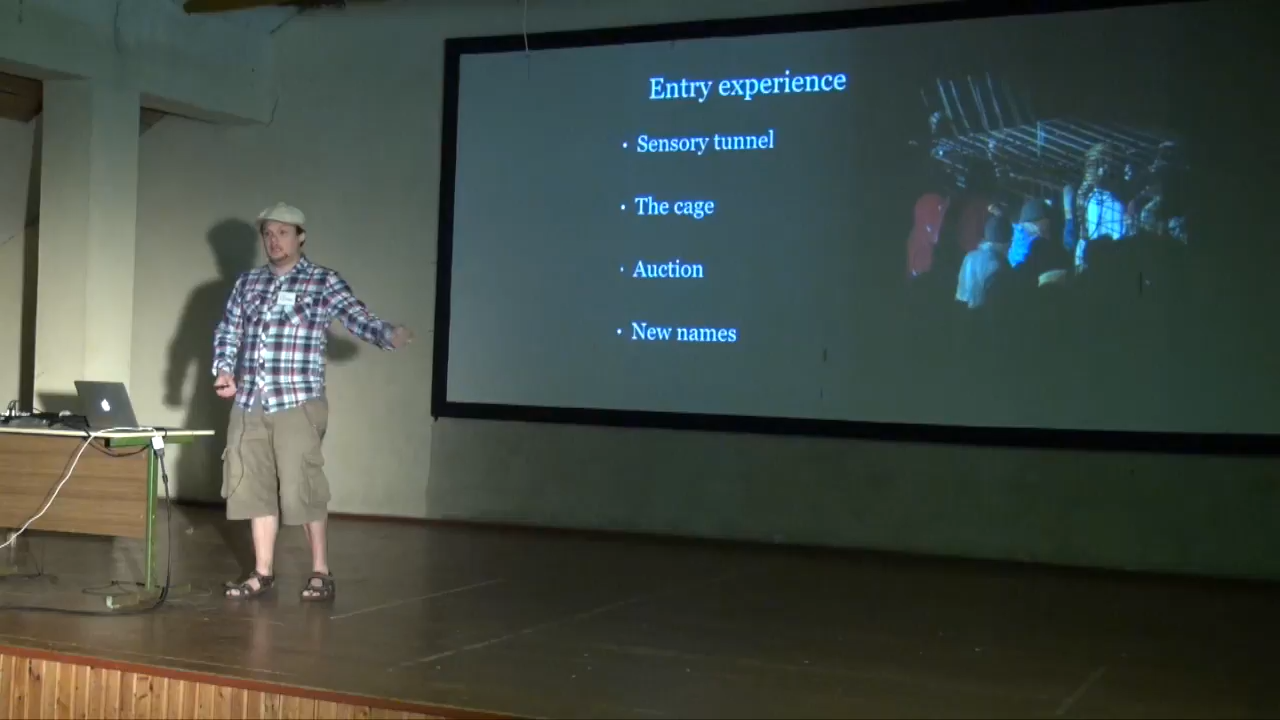 Entry experience
• Sensory tunnel
• The cage
• Auction
• New names